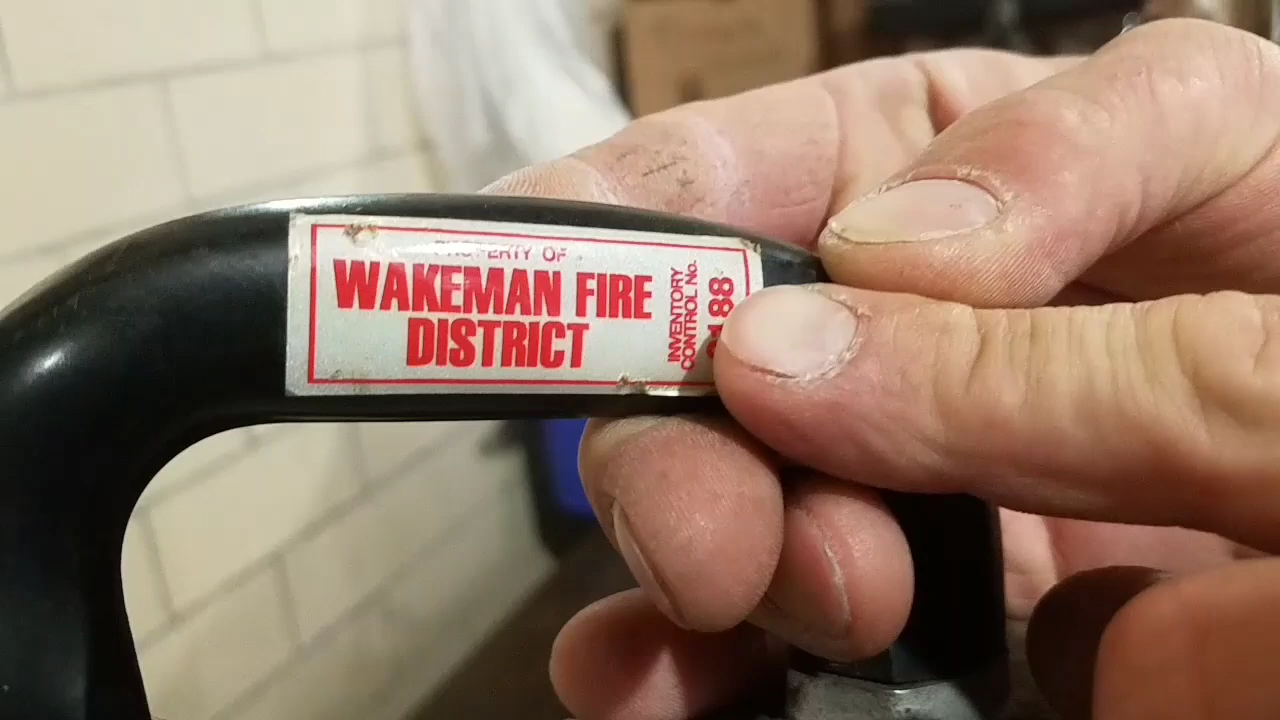 PROPERTY OF
WAKEMAN FIRE
DISTRICT
INVENTORY
CONTROL No.